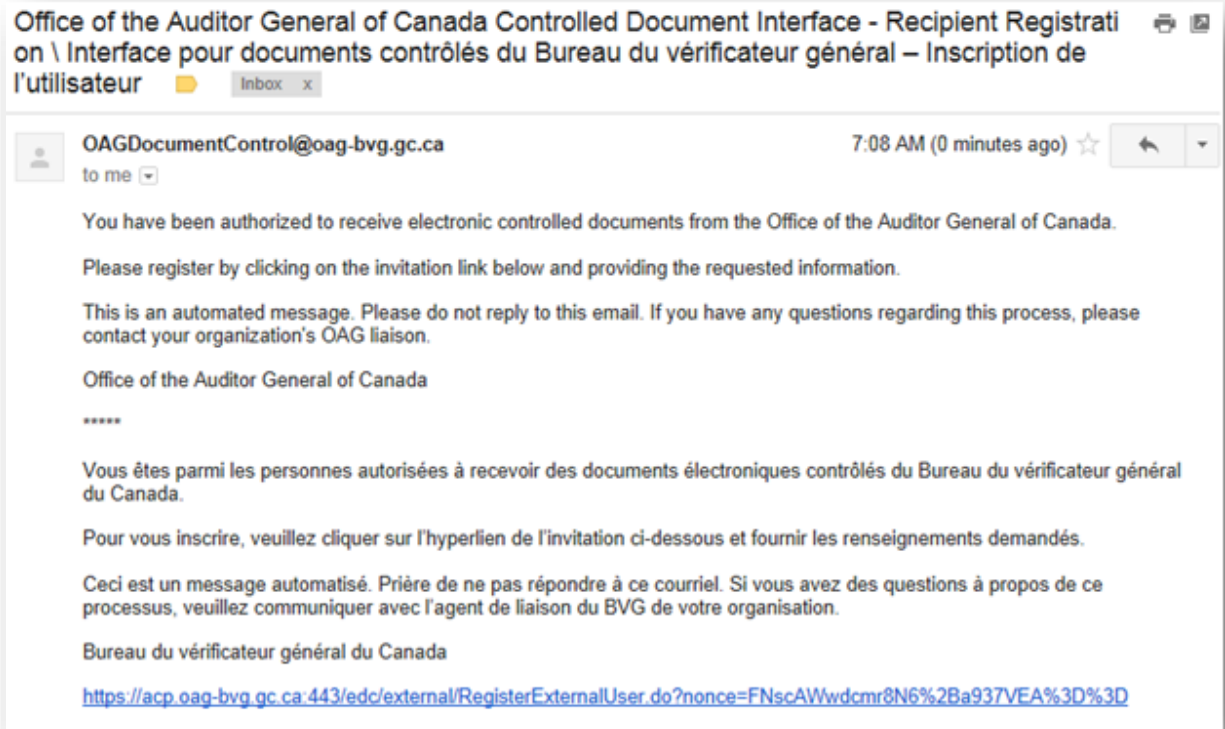 Office of the Auditor General of Canada Controlled Document Interface - Recipient Registrati
on \ Interface pour documents contrôlés du Bureau du vérificateur général – Inscription de
l'utilisateur Inbox x
OAGDocumentControl@oag-bvg.gc.ca 7:08 AM (0 minutes ago)
to me
You have been authorized to receive electronic controlled documents from the Office of the Auditor General of Canada.
Please register by clicking on the invitation link below and providing the requested information.
This is an automated message. Please do not reply to this email. If you have any questions regarding this process, please
contact your organization's OAG liaison.
Office of the Auditor General of Canada
*****
Vous êtes parmi les personnes autorisées à recevoir des documents électroniques contrôlés du Bureau du vérificateur général
du Canada.
Pour vous inscrire, veuillez cliquer sur l'hyperlien de l'invitation ci-dessous et fournir les renseignements demandés.
Ceci est un message automatisé. Prière de ne pas répondre à ce courriel. Si vous avez des questions à propos de ce
processus, veuillez communiquer avec l'agent de liaison du BVG de votre organisation.
Bureau du vérificateur général du Canada
https://acp.oag-bvg.gc.ca:443/edc/external/RegisterExternalUser.do?nonce=FNscAWwdcmr8N6%2Ba937VEA%3D%3D